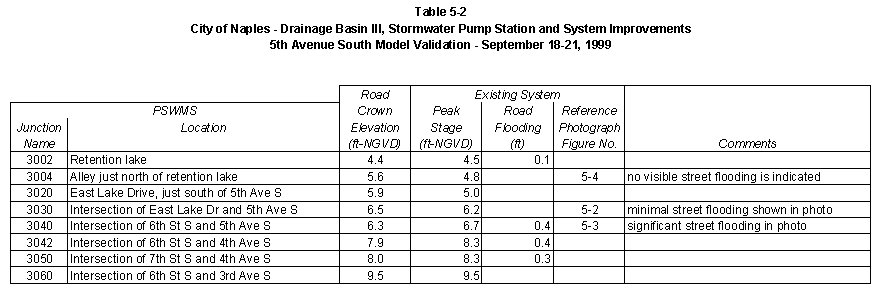 Table 5-2
City of Naples - Drainage Basin III, Stormwater Pump Station and System Improvements
5th Avenue South Model Validation - September 18-21, 1999
Road Existing System
PSWMS Crown Peak Road Reference
Junction Location Elevation Stage Flooding Photograph
Name (ft-NGVD) (ft-NGVD) (ft) Figure No. Comments
3002 Retention lake 4.4 4.5 0.1
3004 Alley just north of retention lake 5.6 4.8 5-4 no visible street flooding is indicated
3020 East Lake Drive, just south of 5th Ave S 5.9 5.0
3030 Intersection of East Lake Dr and 5th Ave S 6.5 6.2 5-2 minimal street flooding shown in photo
3040 Intersection of 6th St S and 5th Ave S 6.3 6.7 0.4 5-3 significant street flooding in photo
3042 Intersection of 6th St S and 4th Ave S 7.9 8.3 0.4
3050 Intersection of 7th St S and 4th Ave S 8.0 8.3 0.3
3060 Intersection of 6th St S and 3rd Ave S 9.5 9.5